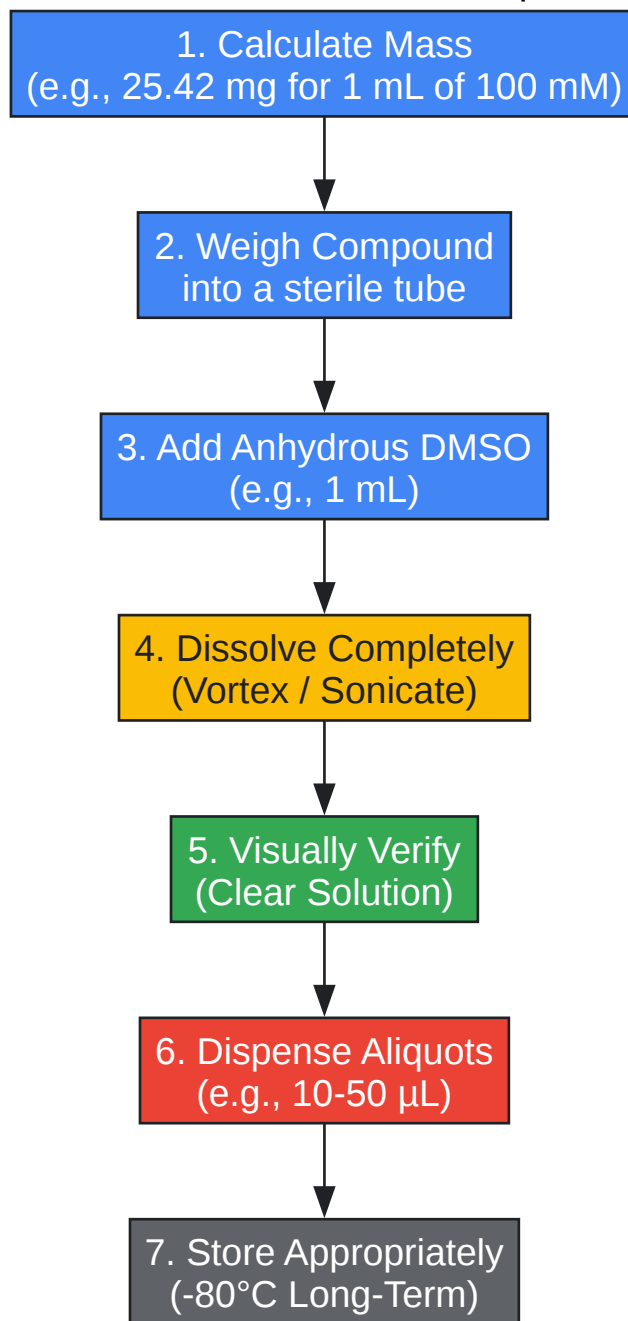 1. Calculate Mass
(e.g., 25.42 mg for 1 mL of 100 mM)
2. Weigh Compound
into a sterile tube
3. Add Anhydrous DMSO
(e.g., 1 mL)
4. Dissolve Completely
(Vortex / Sonicate)
5. Visually Verify
(Clear Solution)
6. Dispense Aliquots
(e.g., 10-50 µL)
7. Store Appropriately
(-80°C Long-Term)